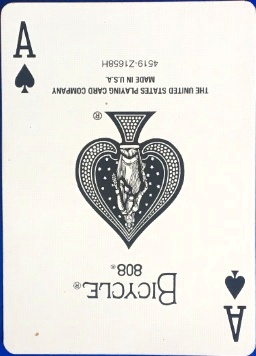 A
BICYCLE®
808®
®
THE UNITED STATES PLAYING CARD COMPANY
MADE IN U.S.A.
4519-Z1658H
A